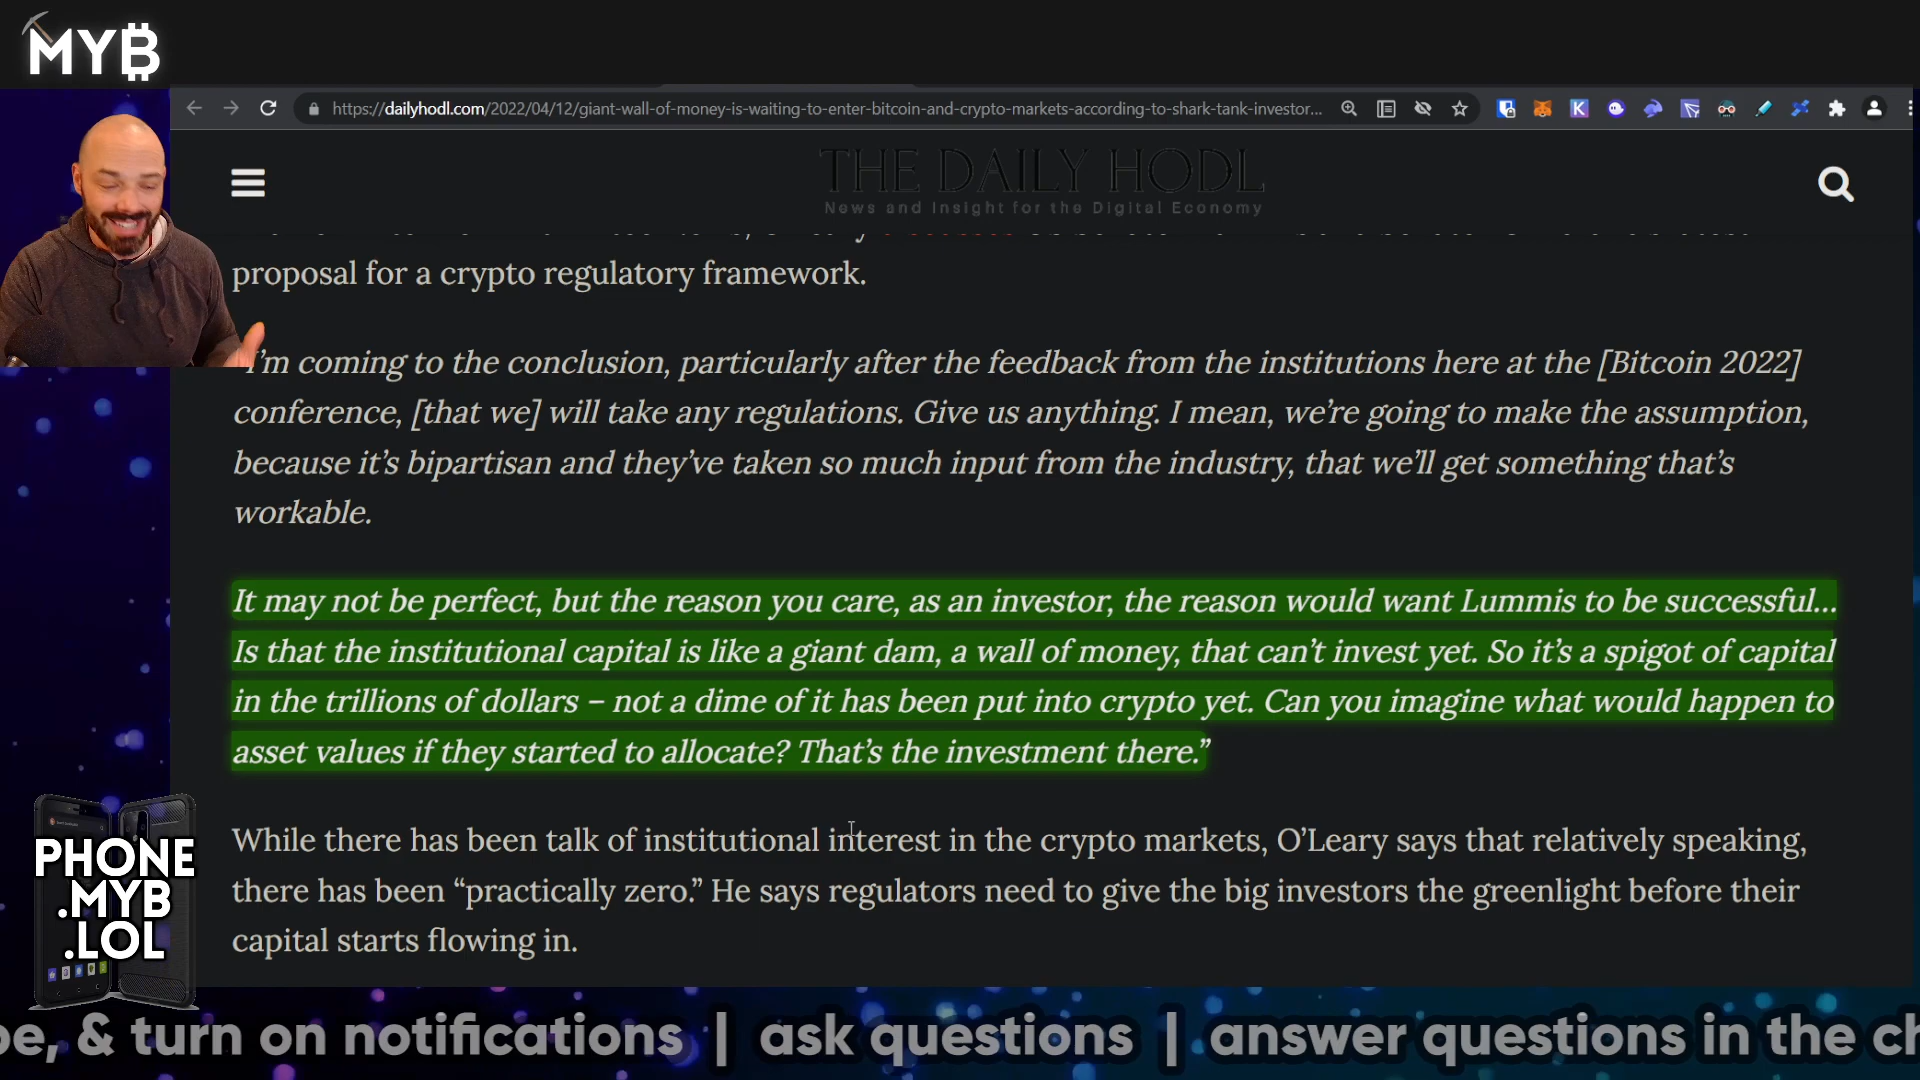 MYB
https://dailyhodl.com/2022/04/12/giant-wall-of-money-is-waiting-to-enter-bitcoin-and-crypto-markets-according-to-shark-tank-investor...
THE DAILY HODL
News and Insight for the Digital Economy
proposal for a crypto regulatory framework.
I’m coming to the conclusion, particularly after the feedback from the institutions here at the [Bitcoin 2022]
conference, [that we] will take any regulations. Give us anything. I mean, we’re going to make the assumption,
because it’s bipartisan and they’ve taken so much input from the industry, that we’ll get something that’s
workable.
It may not be perfect, but the reason you care, as an investor, the reason would want Lummis to be successful…
Is that the institutional capital is like a giant dam, a wall of money, that can’t invest yet. So it’s a spigot of capital
in the trillions of dollars – not a dime of it has been put into crypto yet. Can you imagine what would happen to
asset values if they started to allocate? That’s the investment there.”
While there has been talk of institutional interest in the crypto markets, O’Leary says that relatively speaking,
there has been “practically zero.” He says regulators need to give the big investors the greenlight before their
capital starts flowing in.
PHONE
.MYB
.LOL
be, & turn on notifications | ask questions | answer questions in the ch